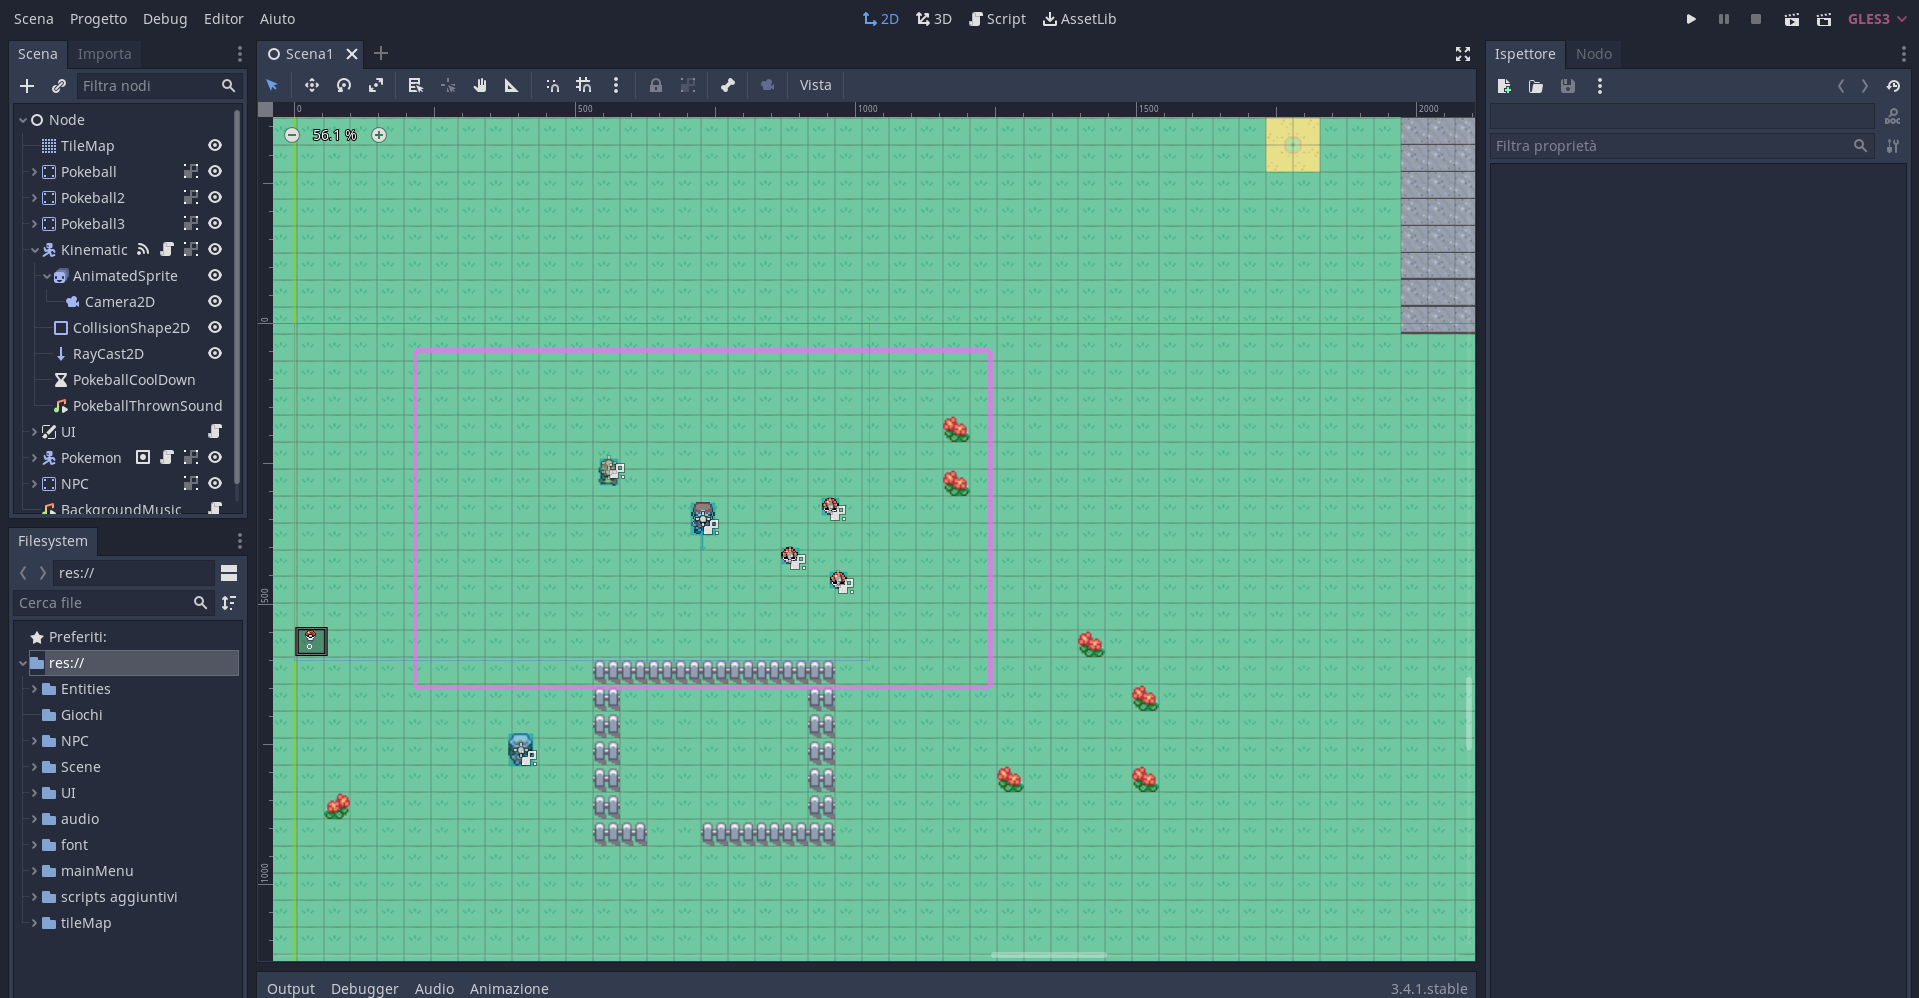 Scena Progetto Debug Editor Aiuto 2D 3D Script AssetLib GLES3
Scena Importa
Filtra nodi
Node
TileMap
Pokeball
Pokeball2
Pokeball3
Kinematic
AnimatedSprite
Camera2D
CollisionShape2D
RayCast2D
PokeballCoolDown
PokeballThrownSound
UI
Pokemon
NPC
BackgroundMusic
Filesystem
res://
Cerca file
Preferiti:
res://
Entities
Giochi
NPC
Scene
UI
audio
font
mainMenu
scripts aggiuntivi
tileMap
Scena1
Vista
0 500 1000 1500 2000
56.1 %
0
500
1000
Output Debugger Audio Animazione 3.4.1.stable
Ispettore Nodo
DOC
Filtra proprietà